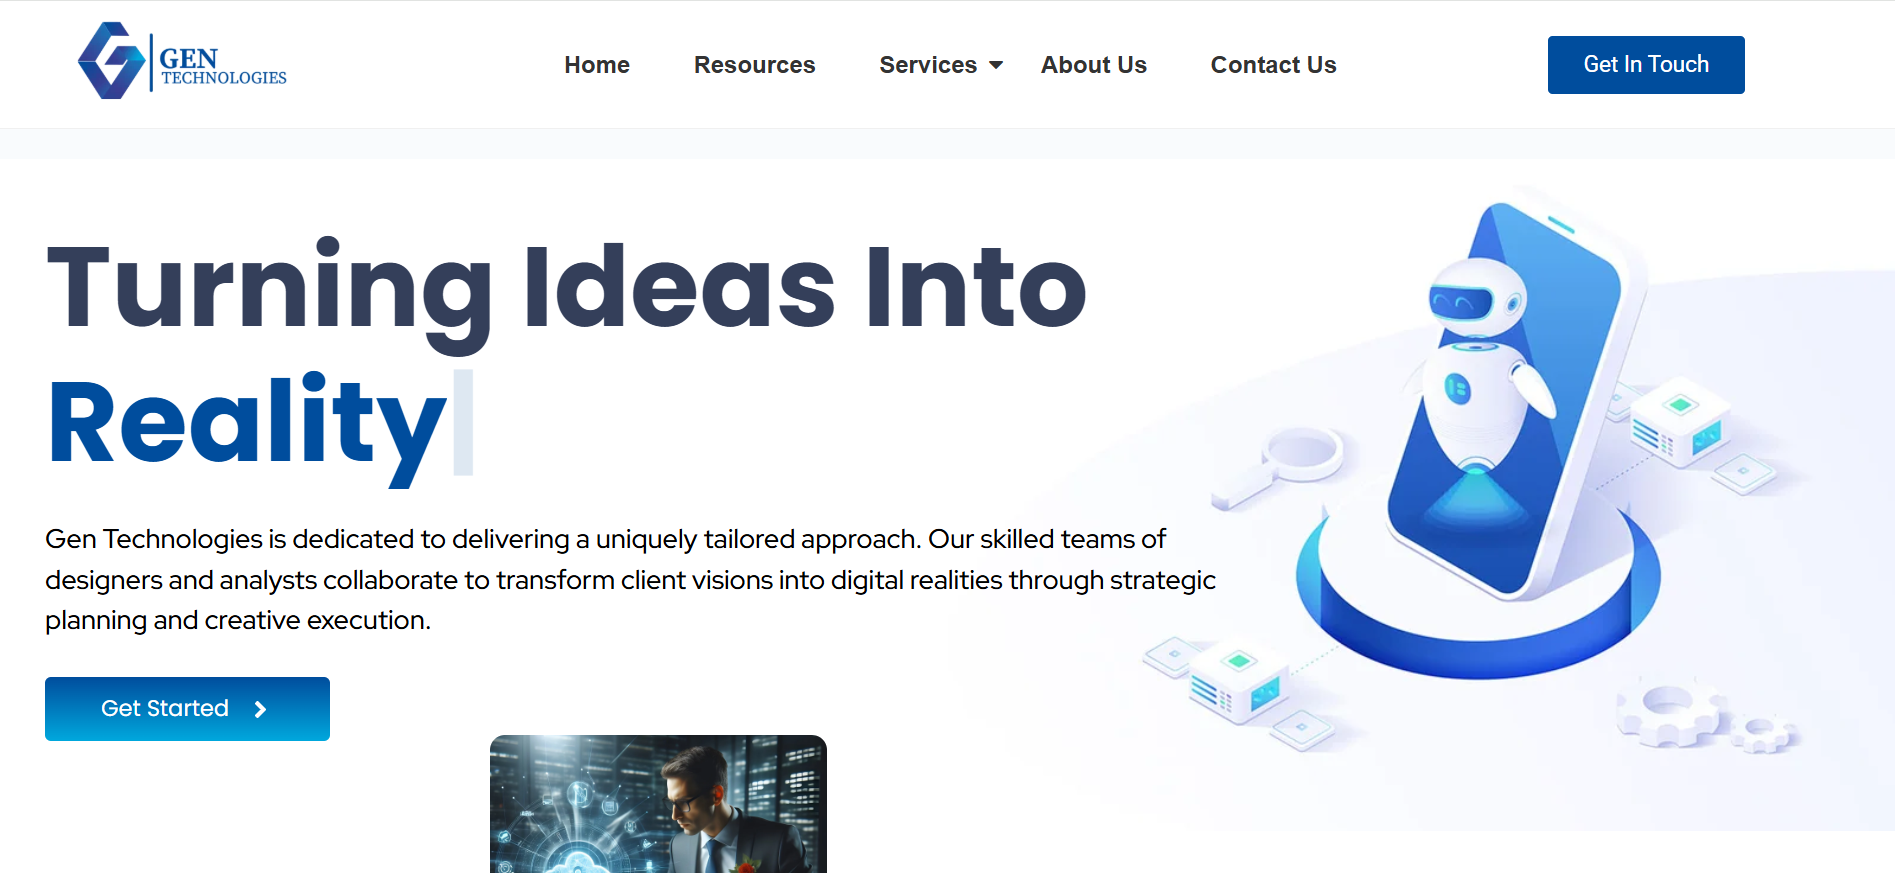 GEN
TECHNOLOGIES
Home
Resources
Services
About Us
Contact Us
Get In Touch
Turning Ideas Into
Reality
Gen Technologies is dedicated to delivering a uniquely tailored approach. Our skilled teams of
designers and analysts collaborate to transform client visions into digital realities through strategic
planning and creative execution.
Get Started